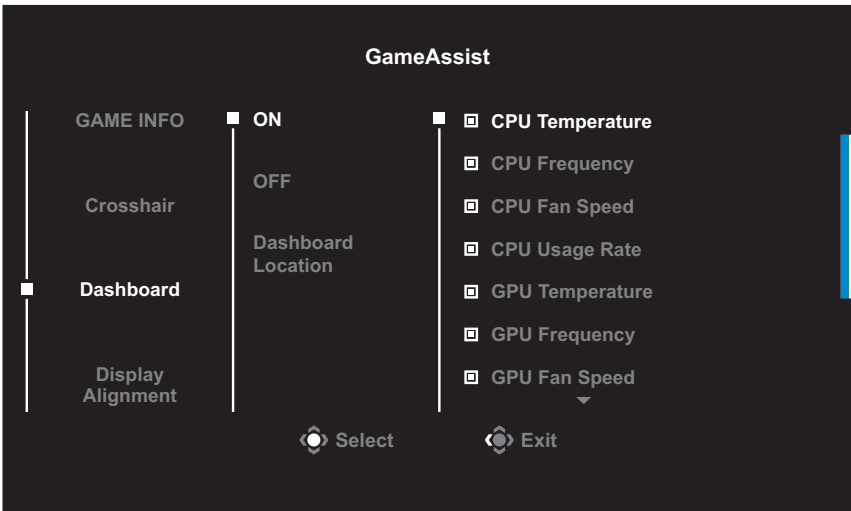 GameAssist
GAME INFO
Crosshair
Dashboard
Display
Alignment
ON
OFF
Dashboard
Location
CPU Temperature
CPU Frequency
CPU Fan Speed
CPU Usage Rate
GPU Temperature
GPU Frequency
GPU Fan Speed
Select
Exit